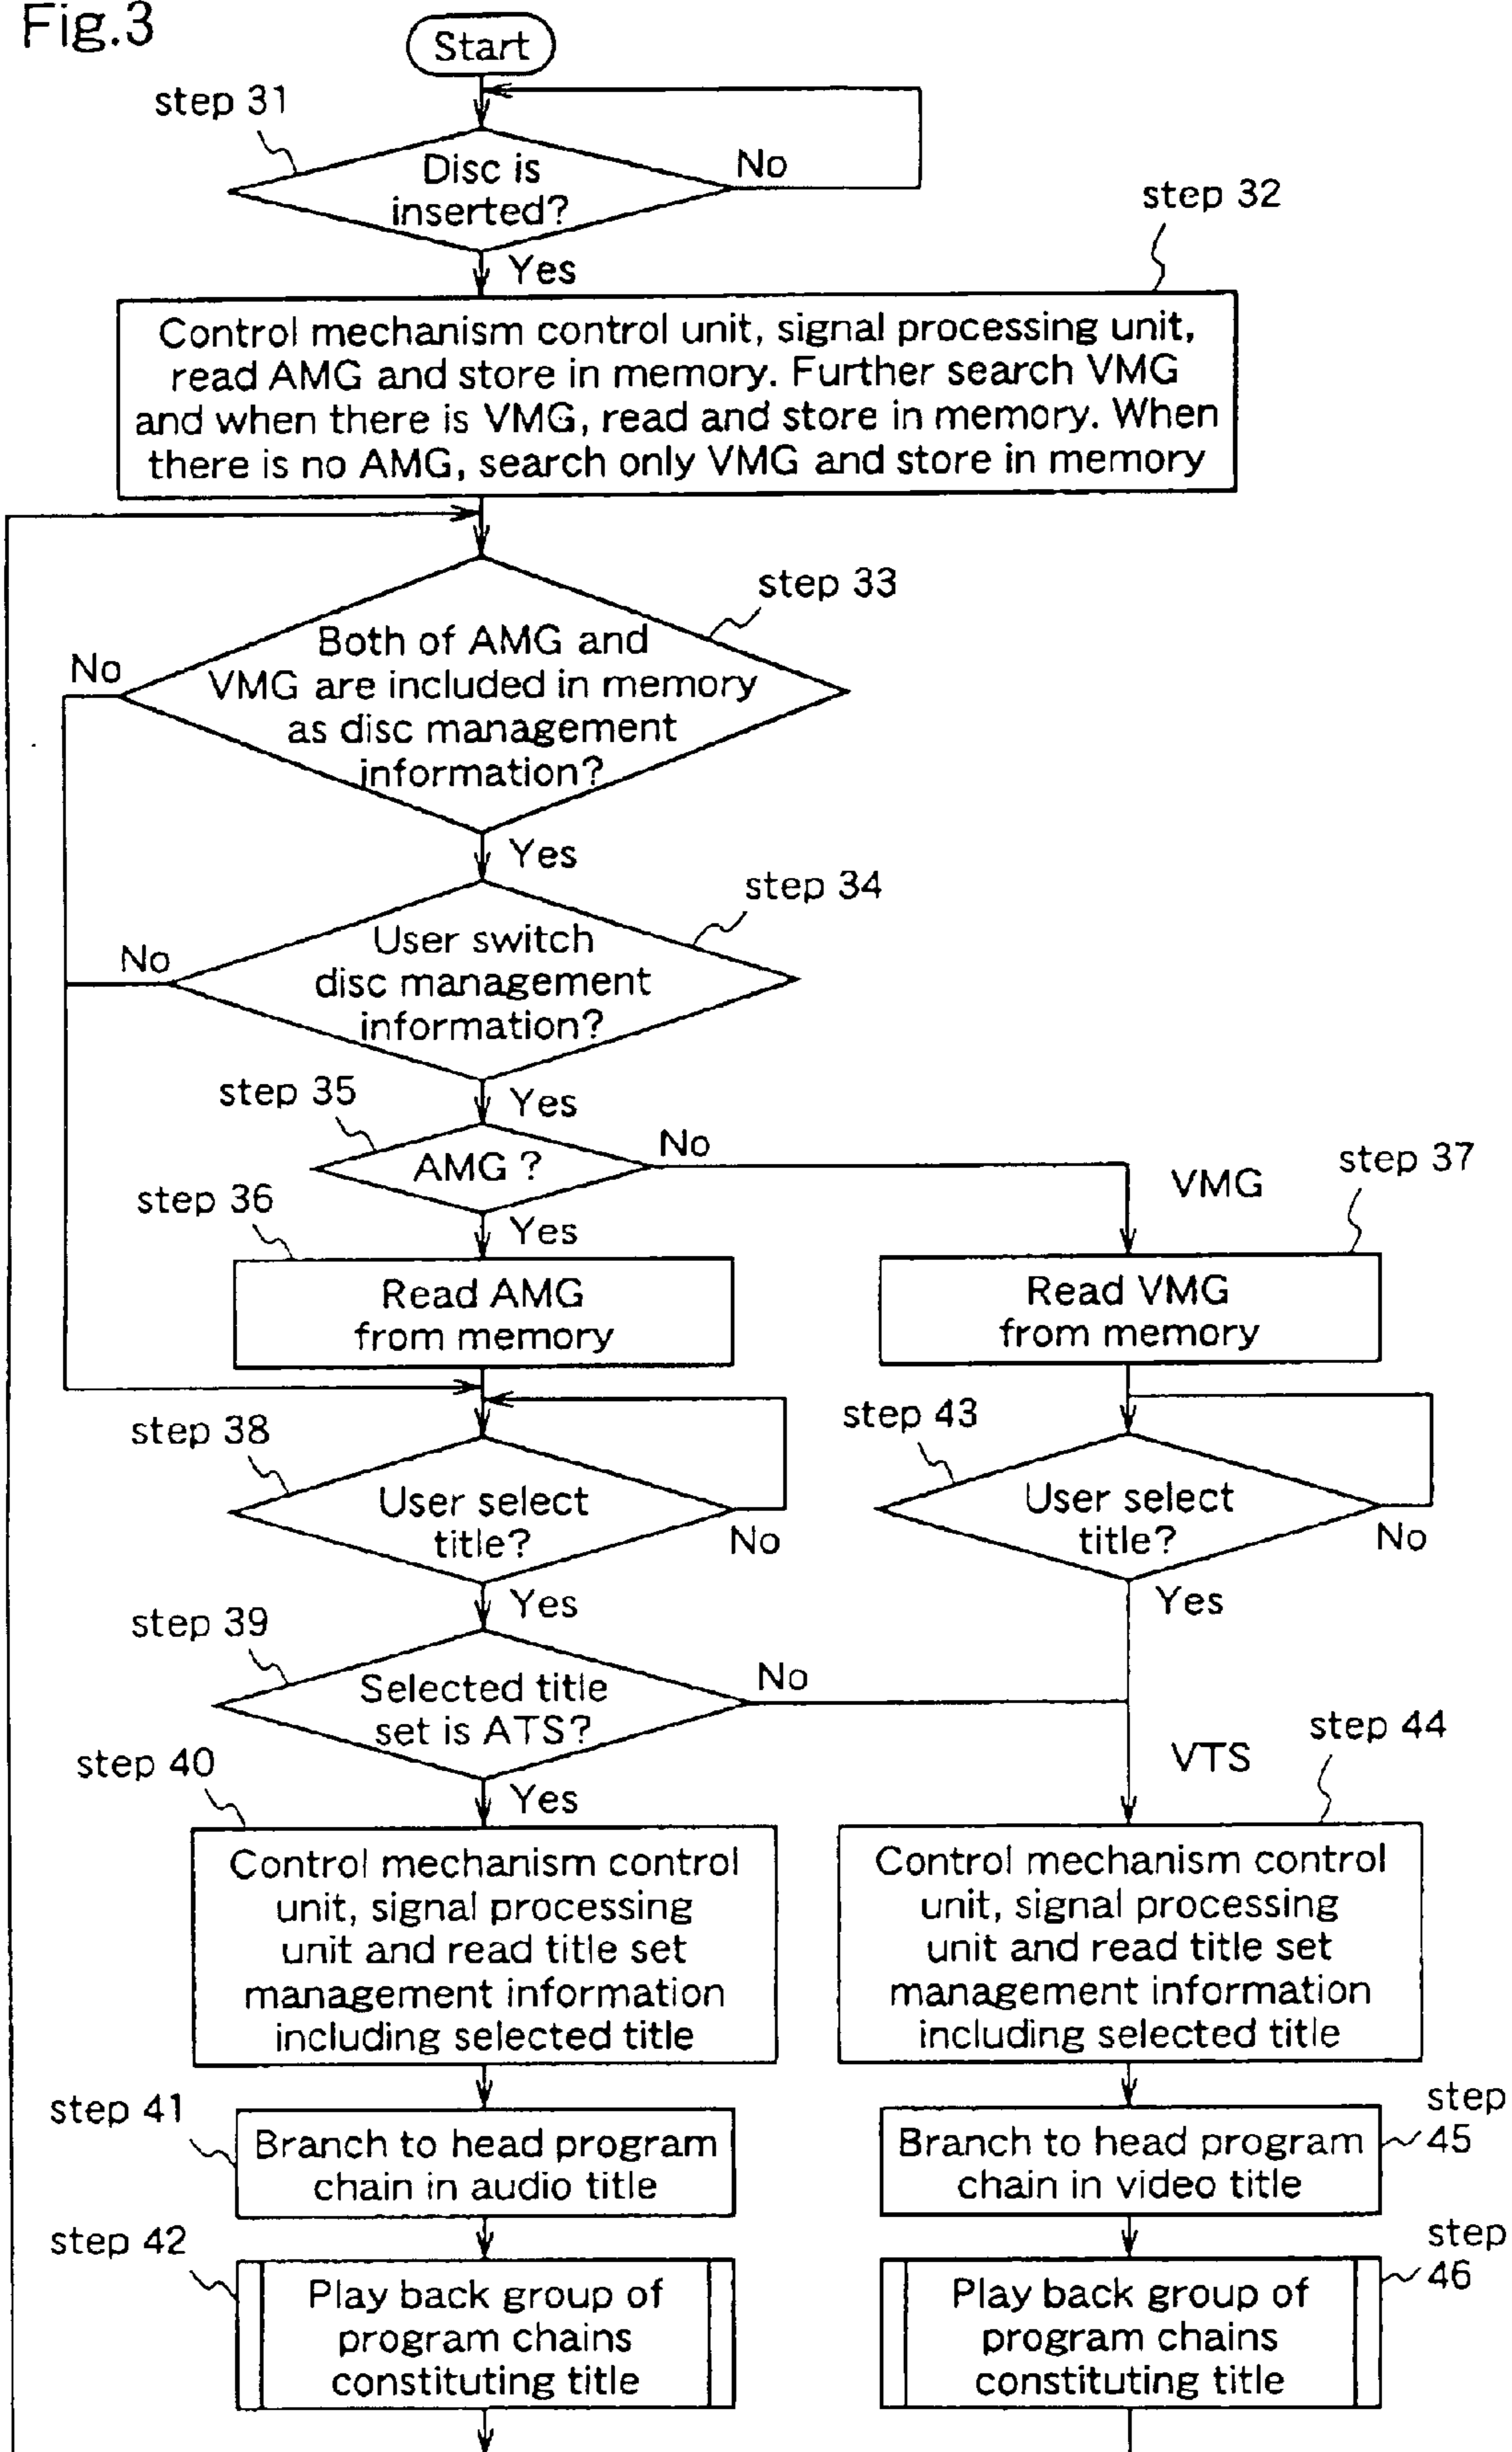 Fig.3
Start
step 31
Disc is
inserted?
No
Yes
step 32
Control mechanism control unit, signal processing unit,
read AMG and store in memory. Further search VMG
and when there is VMG, read and store in memory. When
there is no AMG, search only VMG and store in memory
step 33
Both of AMG and
VMG are included in memory
as disc management
information?
No
Yes
step 34
User switch
disc management
information?
No
Yes
step 35
AMG ?
No
Yes
VMG
step 36
Read AMG
from memory
step 37
Read VMG
from memory
step 38
User select
title?
No
Yes
step 43
User select
title?
No
Yes
step 39
Selected title
set is ATS?
No
Yes
VTS
step 40
Control mechanism control
unit, signal processing
unit and read title set
management information
including selected title
step 44
Control mechanism control
unit, signal processing
unit and read title set
management information
including selected title
step 41
Branch to head program
chain in audio title
step
45
Branch to head program
chain in video title
step 42
Play back group of
program chains
constituting title
step
46
Play back group of
program chains
constituting title